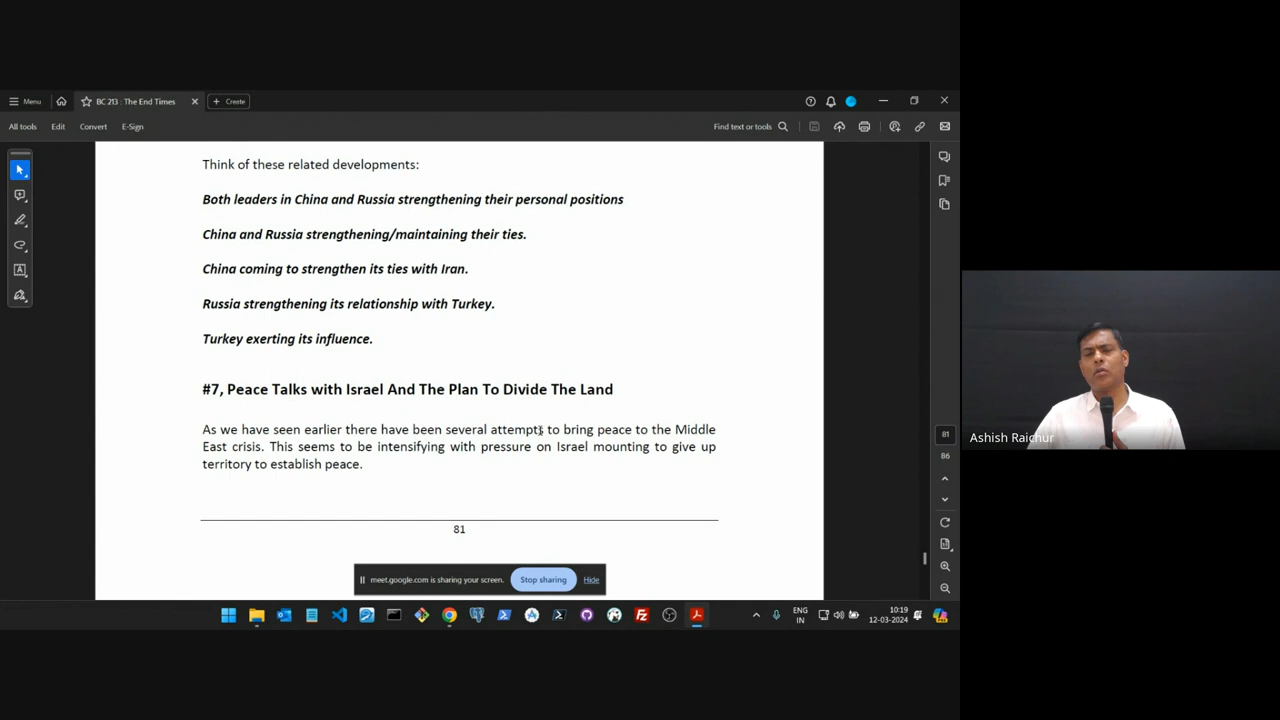 Menu
BC 213 : The End Times
Create
All tools
Edit
Convert
E-Sign
Find text or tools
Think of these related developments:
Both leaders in China and Russia strengthening their personal positions
China and Russia strengthening/maintaining their ties.
China coming to strengthen its ties with Iran.
Russia strengthening its relationship with Turkey.
Turkey exerting its influence.
#7, Peace Talks with Israel And The Plan To Divide The Land
As we have seen earlier there have been several attempts to bring peace to the Middle
East crisis. This seems to be intensifying with pressure on Israel mounting to give up
territory to establish peace.
81
81
86
meet.google.com is sharing your screen.
Stop sharing
Hide
ENG
IN
10:19
12-03-2024
Ashish Raichur